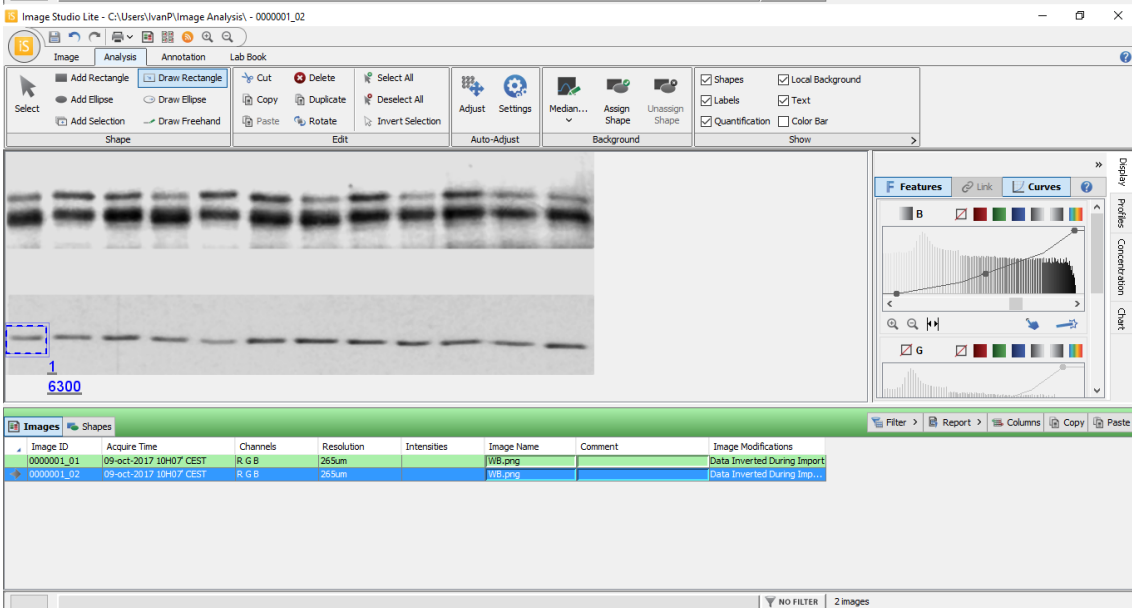 Image Studio Lite - C:\Users\IvanP\Image Analysis\ - 0000001_02
iS
Image Analysis Annotation Lab Book
Select
Add Rectangle Draw Rectangle
Add Ellipse Draw Ellipse
Add Selection Draw Freehand
Shape
Cut Delete Select All
Copy Duplicate Deselect All
Paste Rotate Invert Selection
Edit
Adjust Settings
Auto-Adjust
Median... Assign Shape Unassign Shape
Background
Shapes Local Background
Labels Text
Quantification Color Bar
Show
1
6300
Features Link Curves
B
G
Display
Profiles
Concentration
Chart
Images Shapes
Filter Report Columns Copy Paste
Image ID Acquire Time Channels Resolution Intensities Image Name Comment Image Modifications
0000001_01 09-oct-2017 10H07' CEST R G B 265um WB.png Data Inverted During Import
0000001_02 09-oct-2017 10H07' CEST R G B 265um WB.png Data Inverted During Imp...
NO FILTER 2 images